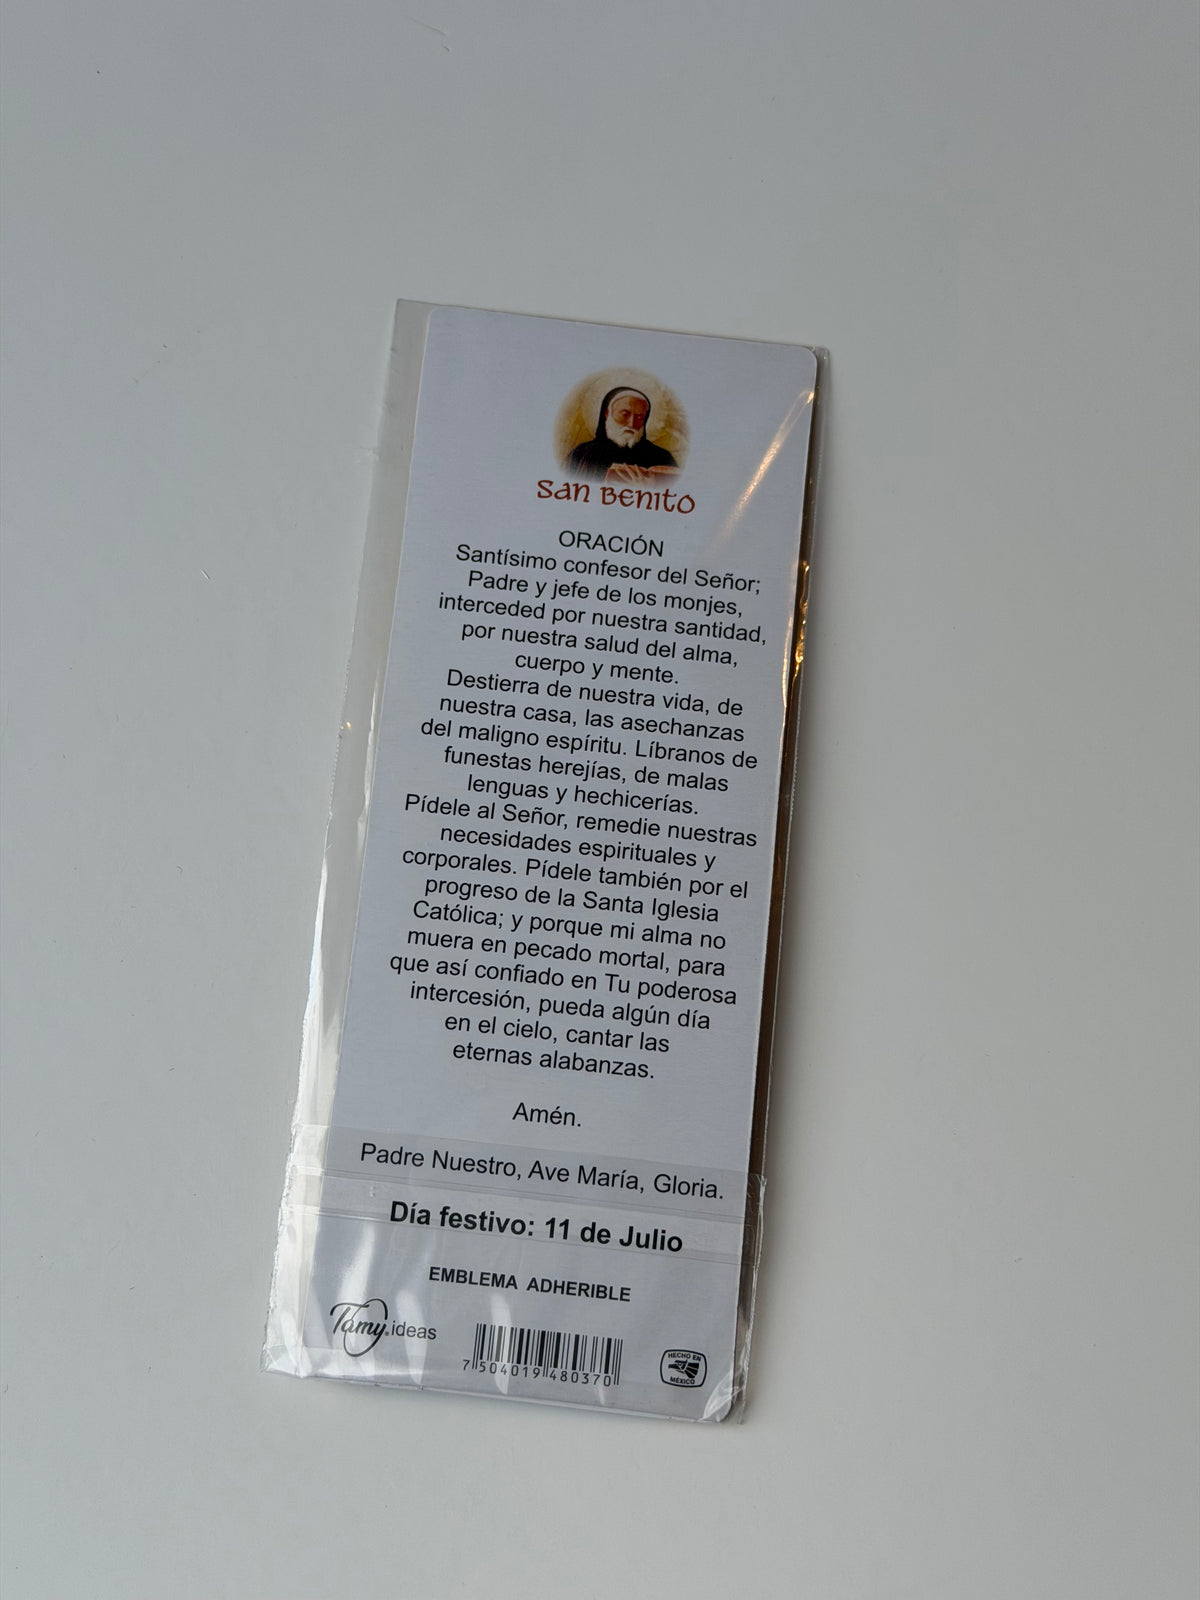 San Benito
ORACIÓN
Santísimo confesor del Señor;
Padre y jefe de los monjes,
interceded por nuestra santidad,
por nuestra salud del alma,
cuerpo y mente.
Destierra de nuestra vida, de
nuestra casa, las asechanzas
del maligno espíritu. Líbranos de
funestas herejías, de malas
lenguas y hechicerías.
Pídele al Señor, remedie nuestras
necesidades espirituales y
corporales. Pídele también por el
progreso de la Santa Iglesia
Católica; y porque mi alma no
muera en pecado mortal, para
que así confiado en Tu poderosa
intercesión, pueda algún día
en el cielo, cantar las
eternas alabanzas.
Amén.
Padre Nuestro, Ave María, Gloria.
Día festivo: 11 de Julio
EMBLEMA ADHERIBLE
Tamy.ideas
7 504019 480370
HECHO EN
MÉXICO